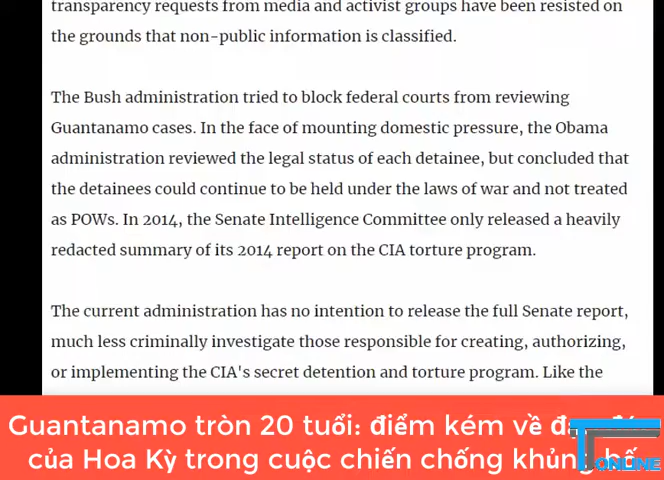 transparency requests from media and activist groups have been resisted on
the grounds that non-public information is classified.
The Bush administration tried to block federal courts from reviewing
Guantanamo cases. In the face of mounting domestic pressure, the Obama
administration reviewed the legal status of each detainee, but concluded that
the detainees could continue to be held under the laws of war and not treated
as POWs. In 2014, the Senate Intelligence Committee only released a heavily
redacted summary of its 2014 report on the CIA torture program.
The current administration has no intention to release the full Senate report,
much less criminally investigate those responsible for creating, authorizing,
or implementing the CIA's secret detention and torture program. Like the
Guantanamo tròn 20 tuổi: điểm kém về
của Hoa Kỳ trong cuộc chiến chống khủng bố
ONLINE